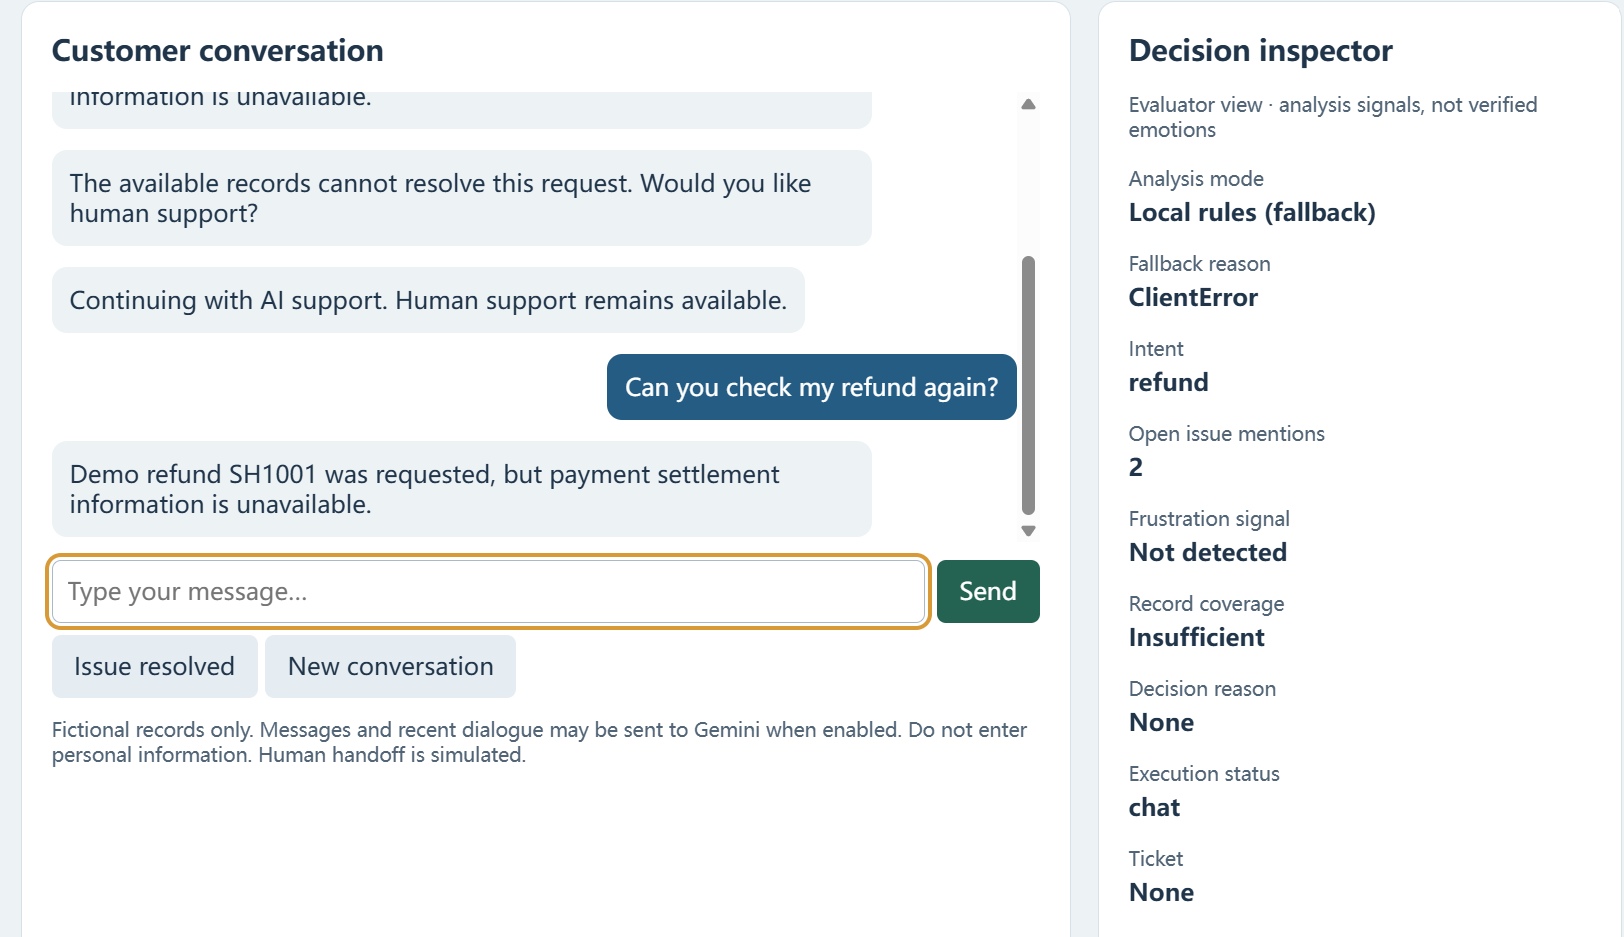 Customer conversation
information is unavailable.
The available records cannot resolve this request. Would you like
human support?
Continuing with AI support. Human support remains available.
Can you check my refund again?
Demo refund SH1001 was requested, but payment settlement
information is unavailable.
Type your message...
Send
Issue resolved
New conversation
Fictional records only. Messages and recent dialogue may be sent to Gemini when enabled. Do not enter
personal information. Human handoff is simulated.
Decision inspector
Evaluator view · analysis signals, not verified
emotions
Analysis mode
Local rules (fallback)
Fallback reason
ClientError
Intent
refund
Open issue mentions
2
Frustration signal
Not detected
Record coverage
Insufficient
Decision reason
None
Execution status
chat
Ticket
None